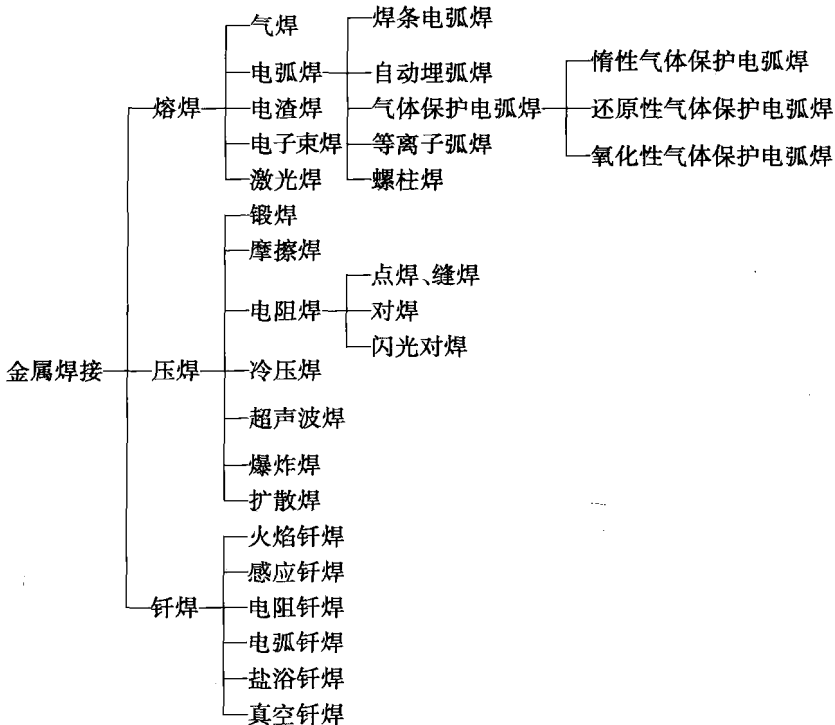 金属焊接
熔焊
气焊
电弧焊
焊条电弧焊
自动埋弧焊
气体保护电弧焊
惰性气体保护电弧焊
还原性气体保护电弧焊
氧化性气体保护电弧焊
等离子弧焊
螺柱焊
电渣焊
电子束焊
激光焊
压焊
锻焊
摩擦焊
电阻焊
点焊、缝焊
对焊
闪光对焊
冷压焊
超声波焊
爆炸焊
扩散焊
钎焊
火焰钎焊
感应钎焊
电阻钎焊
电弧钎焊
盐浴钎焊
真空钎焊